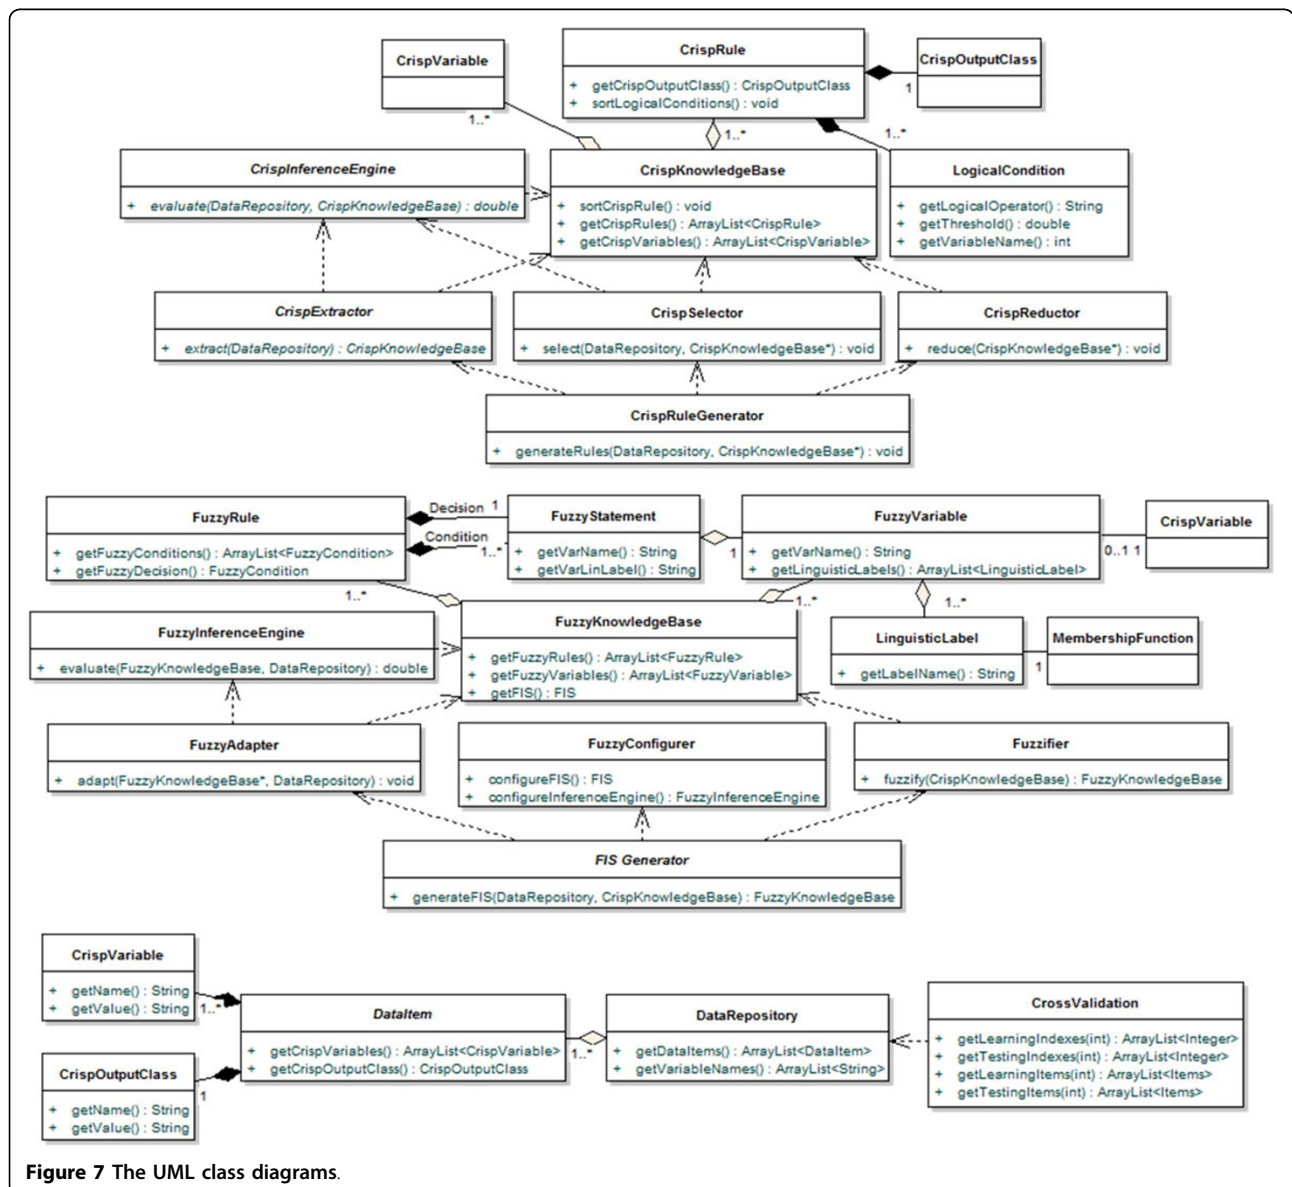 CrispVariable
1..*
CrispRule
+ getCrispOutputClass() : CrispOutputClass
+ sortLogicalConditions() : void
CrispOutputClass
1
1..*
1..*
CrispInferenceEngine
+ evaluate(DataRepository, CrispKnowledgeBase) : double
CrispKnowledgeBase
+ sortCrispRule() : void
+ getCrispRules() : ArrayList<CrispRule>
+ getCrispVariables() : ArrayList<CrispVariable>
LogicalCondition
+ getLogicalOperator() : String
+ getThreshold() : double
+ getVariableName() : int
CrispExtractor
+ extract(DataRepository) : CrispKnowledgeBase
CrispSelector
+ select(DataRepository, CrispKnowledgeBase*) : void
CrispReductor
+ reduce(CrispKnowledgeBase*) : void
CrispRuleGenerator
+ generateRules(DataRepository, CrispKnowledgeBase*) : void
FuzzyRule
+ getFuzzyConditions() : ArrayList<FuzzyCondition>
+ getFuzzyDecision() : FuzzyCondition
Decision 1
Condition
1..*
FuzzyStatement
+ getVarName() : String
+ getVarLinLabel() : String
1
FuzzyVariable
+ getVarName() : String
+ getLinguisticLabels() : ArrayList<LinguisticLabel>
0..1 1
CrispVariable
1..*
1..*
1..*
FuzzyInferenceEngine
+ evaluate(FuzzyKnowledgeBase, DataRepository) : double
FuzzyKnowledgeBase
+ getFuzzyRules() : ArrayList<FuzzyRule>
+ getFuzzyVariables() : ArrayList<FuzzyVariable>
+ getFIS() : FIS
LinguisticLabel
+ getLabelName() : String
1
MembershipFunction
FuzzyAdapter
+ adapt(FuzzyKnowledgeBase*, DataRepository) : void
FuzzyConfigurer
+ configureFIS() : FIS
+ configureInferenceEngine() : FuzzyInferenceEngine
Fuzzifier
+ fuzzify(CrispKnowledgeBase) : FuzzyKnowledgeBase
FIS Generator
+ generateFIS(DataRepository, CrispKnowledgeBase) : FuzzyKnowledgeBase
CrispVariable
+ getName() : String
+ getValue() : String
1..*
CrispOutputClass
+ getName() : String
+ getValue() : String
1
DataItem
+ getCrispVariables() : ArrayList<CrispVariable>
+ getCrispOutputClass() : CrispOutputClass
1..*
DataRepository
+ getDataItems() : ArrayList<DataItem>
+ getVariableNames() : ArrayList<String>
CrossValidation
+ getLearningIndexes(int) : ArrayList<Integer>
+ getTestingIndexes(int) : ArrayList<Integer>
+ getLearningItems(int) : ArrayList<Items>
+ getTestingItems(int) : ArrayList<Items>
Figure 7 The UML class diagrams.